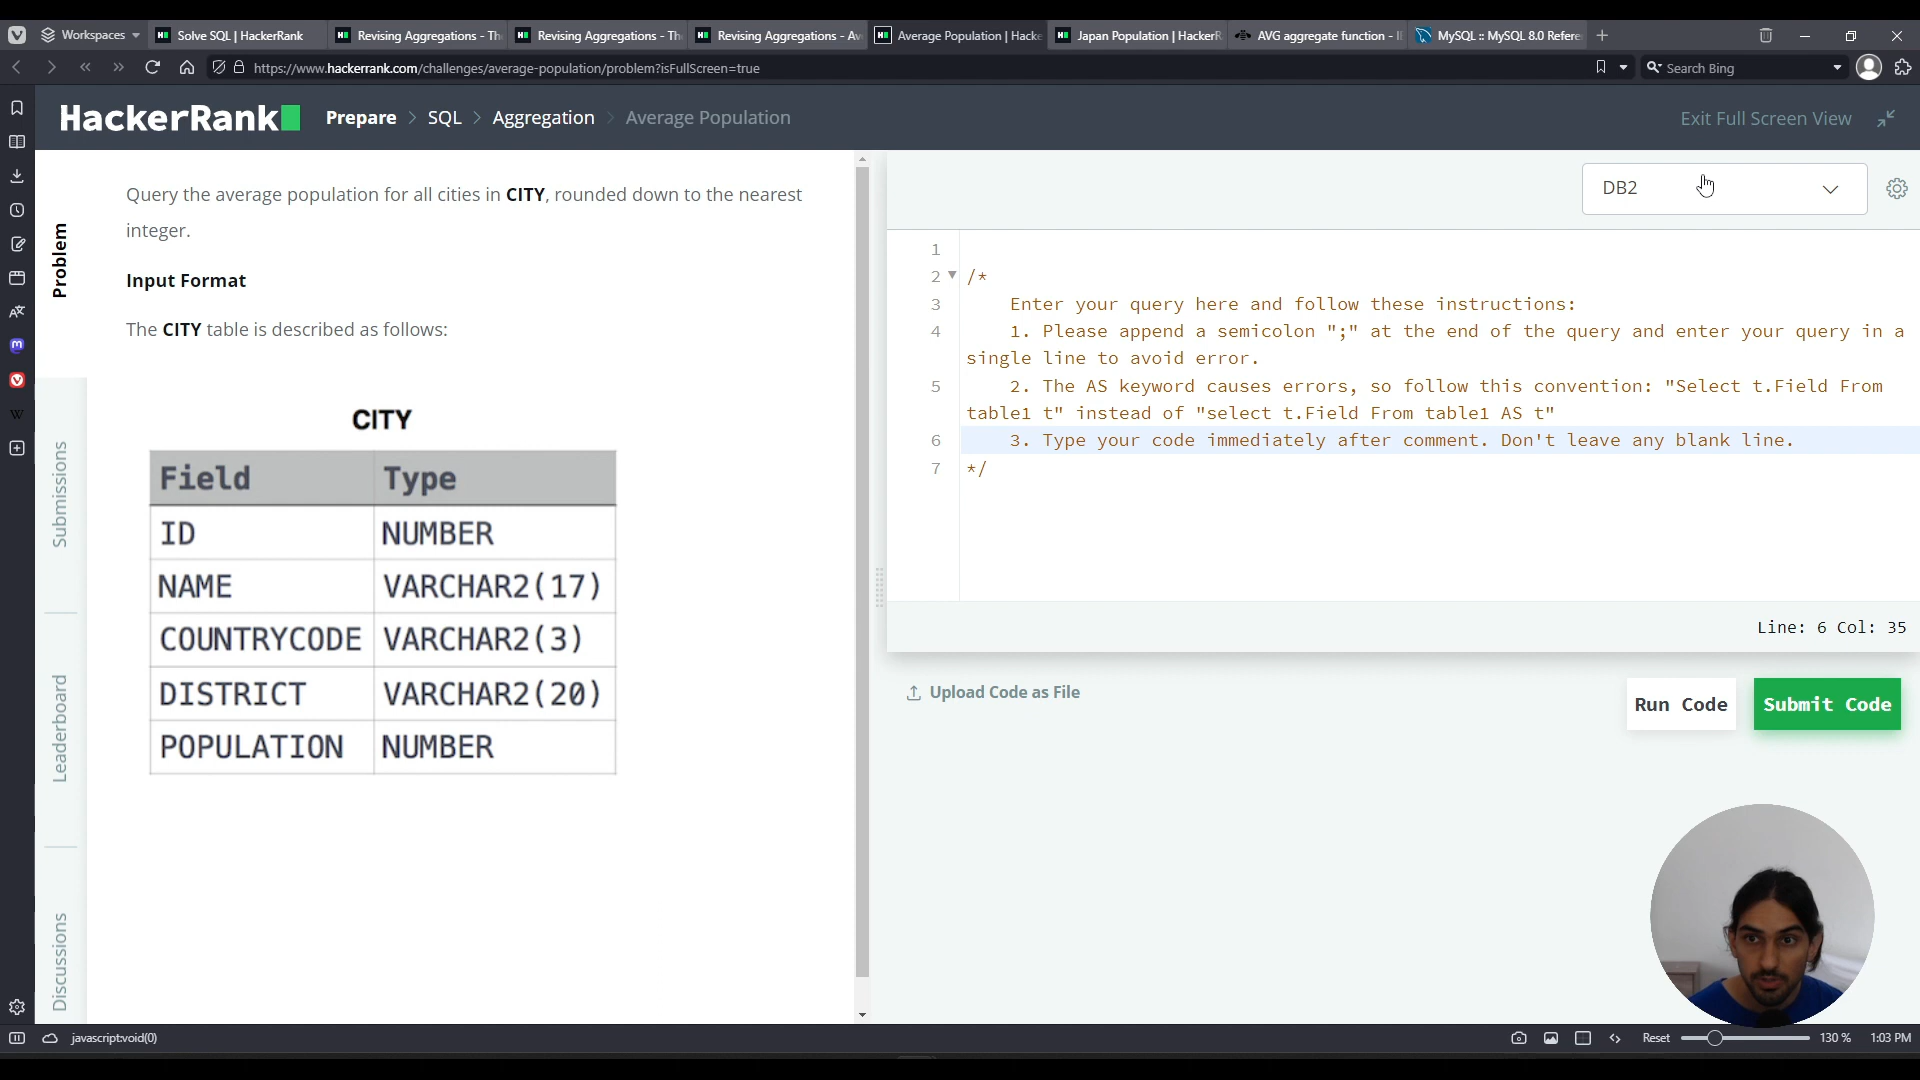 Workspaces
Solve SQL | HackerRank
Revising Aggregations - Th
Revising Aggregations - Th
Revising Aggregations - Av
Average Population | Hacke
Japan Population | HackerR
AVG aggregate function - I
MySQL :: MySQL 8.0 Refere
https://www.hackerrank.com/challenges/average-population/problem?isFullScreen=true
Search Bing
HackerRank
Prepare > SQL > Aggregation > Average Population
Exit Full Screen View
Problem
Submissions
Leaderboard
Discussions
Query the average population for all cities in CITY, rounded down to the nearest
integer.
Input Format
The CITY table is described as follows:
CITY
Field Type
ID NUMBER
NAME VARCHAR2(17)
COUNTRYCODE VARCHAR2(3)
DISTRICT VARCHAR2(20)
POPULATION NUMBER
DB2
1
2 /*
3 Enter your query here and follow these instructions:
4 1. Please append a semicolon ";" at the end of the query and enter your query in a
single line to avoid error.
5 2. The AS keyword causes errors, so follow this convention: "Select t.Field From
table1 t" instead of "select t.Field From table1 AS t"
6 3. Type your code immediately after comment. Don't leave any blank line.
7 */
Line: 6 Col: 35
Upload Code as File
Run Code
Submit Code
javascript:void(0)
Reset
130 %
1:03 PM